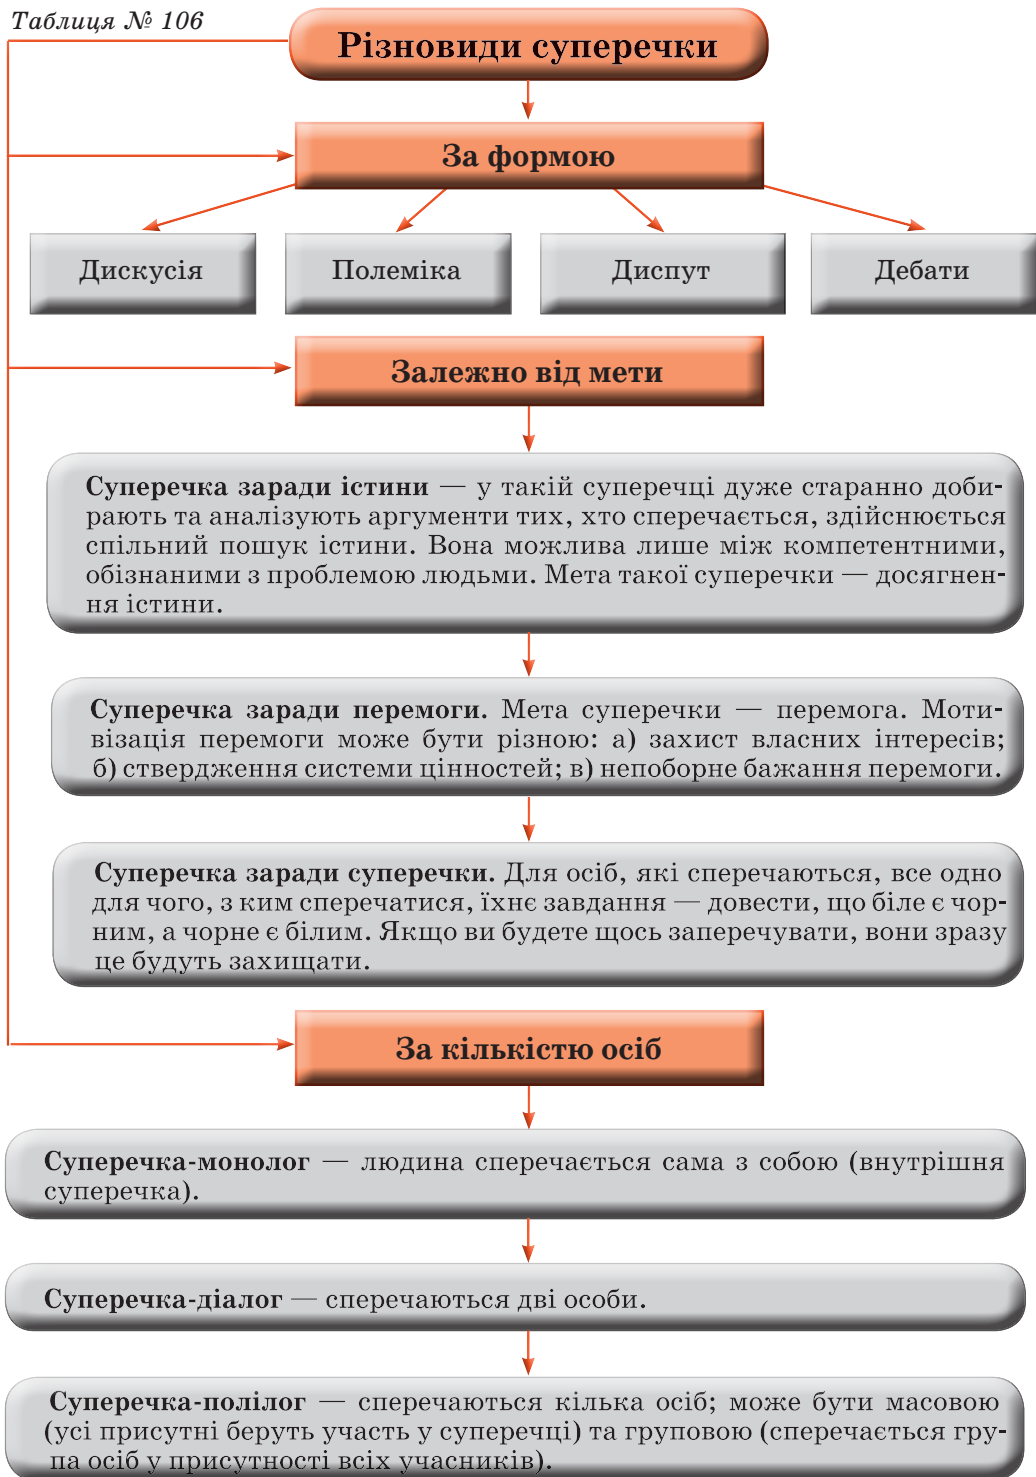 Таблиця № 106
Різновиди суперечки
За формою
Дискусія
Полеміка
Диспут
Дебати
Залежно від мети
Суперечка заради істини — у такій суперечці дуже старанно доби-
рають та аналізують аргументи тих, хто сперечається, здійснюється
спільний пошук істини. Вона можлива лише між компетентними,
обізнаними з проблемою людьми. Мета такої суперечки — досягнен-
ня істини.
Суперечка заради перемоги. Мета суперечки — перемога. Моти-
візація перемоги може бути різною: а) захист власних інтересів;
б) ствердження системи цінностей; в) непоборне бажання перемоги.
Суперечка заради суперечки. Для осіб, які сперечаються, все одно
для чого, з ким сперечатися, їхнє завдання — довести, що біле є чор-
ним, а чорне є білим. Якщо ви будете щось заперечувати, вони зразу
це будуть захищати.
За кількістю осіб
Суперечка-монолог — людина сперечається сама з собою (внутрішня
суперечка).
Суперечка-діалог — сперечаються дві особи.
Суперечка-полілог — сперечаються кілька осіб; може бути масовою
(усі присутні беруть участь у суперечці) та груповою (сперечається гру-
па осіб у присутності всіх учасників).